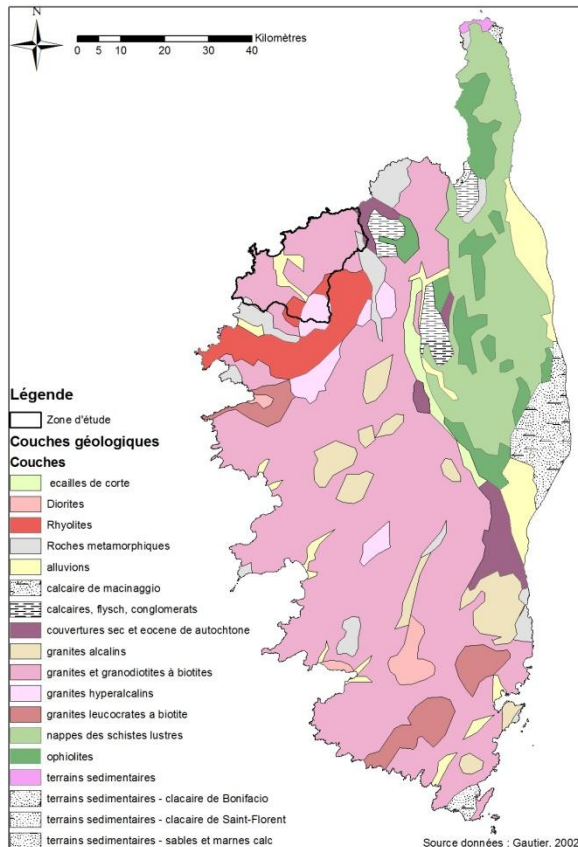 N
Kilomètres
0 5 10 20 30 40
Légende
Zone d'étude
Couches géologiques
Couches
ecailles de corte
Diorites
Rhyolites
Roches metamorphiques
alluvions
calcaire de macinaggio
calcaires, flysch, conglomerats
couvertures sec et eocene de autochtone
granites alcalins
granites et granodiotites à biotites
granites hyperalcalins
granites leucocrates a biotite
nappes des schistes lustres
ophiolites
terrains sedimentaires
terrains sedimentaires - clacaire de Bonifacio
terrains sedimentaires - clacaire de Saint-Florent
terrains sedimentaires - sables et marnes calc
Source données : Gautier, 2002